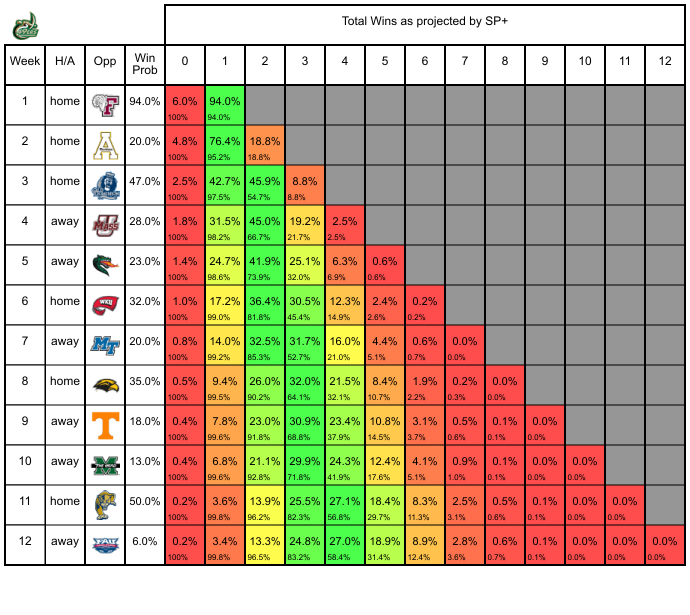 Total Wins as projected by SP+
Week H/A Opp Win Prob 0 1 2 3 4 5 6 7 8 9 10 11 12
1 home F 94.0% 6.0% 94.0%
100% 94.0%
2 home A 20.0% 4.8% 76.4% 18.8%
100% 95.2% 18.8%
3 home 47.0% 2.5% 42.7% 45.9% 8.8%
100% 97.5% 54.7% 8.8%
4 away UMass 28.0% 1.8% 31.5% 45.0% 19.2% 2.5%
100% 98.2% 66.7% 21.7% 2.5%
5 away 23.0% 1.4% 24.7% 41.9% 25.1% 6.3% 0.6%
100% 98.6% 73.9% 32.0% 6.9% 0.6%
6 home WKU 32.0% 1.0% 17.2% 36.4% 30.5% 12.3% 2.4% 0.2%
100% 99.0% 81.8% 45.4% 14.9% 2.6% 0.2%
7 away MT 20.0% 0.8% 14.0% 32.5% 31.7% 16.0% 4.4% 0.6% 0.0%
100% 99.2% 85.3% 52.7% 21.0% 5.1% 0.7% 0.0%
8 home 35.0% 0.5% 9.4% 26.0% 32.0% 21.5% 8.4% 1.9% 0.2% 0.0%
100% 99.5% 90.2% 64.1% 32.1% 10.7% 2.2% 0.3% 0.0%
9 away T 18.0% 0.4% 7.8% 23.0% 30.9% 23.4% 10.8% 3.1% 0.5% 0.1% 0.0%
100% 99.6% 91.8% 68.8% 37.9% 14.5% 3.7% 0.6% 0.1% 0.0%
10 away M THE HERD 13.0% 0.4% 6.8% 21.1% 29.9% 24.3% 12.4% 4.1% 0.9% 0.1% 0.0% 0.0%
100% 99.6% 92.8% 71.8% 41.9% 17.6% 5.1% 1.0% 0.1% 0.0% 0.0%
11 home 50.0% 0.2% 3.6% 13.9% 25.5% 27.1% 18.4% 8.3% 2.5% 0.5% 0.1% 0.0% 0.0%
100% 99.8% 96.2% 82.3% 56.8% 29.7% 11.3% 3.1% 0.6% 0.1% 0.0% 0.0%
12 away FAU 6.0% 0.2% 3.4% 13.3% 24.8% 27.0% 18.9% 8.9% 2.8% 0.6% 0.1% 0.0% 0.0% 0.0%
100% 99.8% 96.5% 83.2% 58.4% 31.4% 12.4% 3.6% 0.7% 0.1% 0.0% 0.0% 0.0%